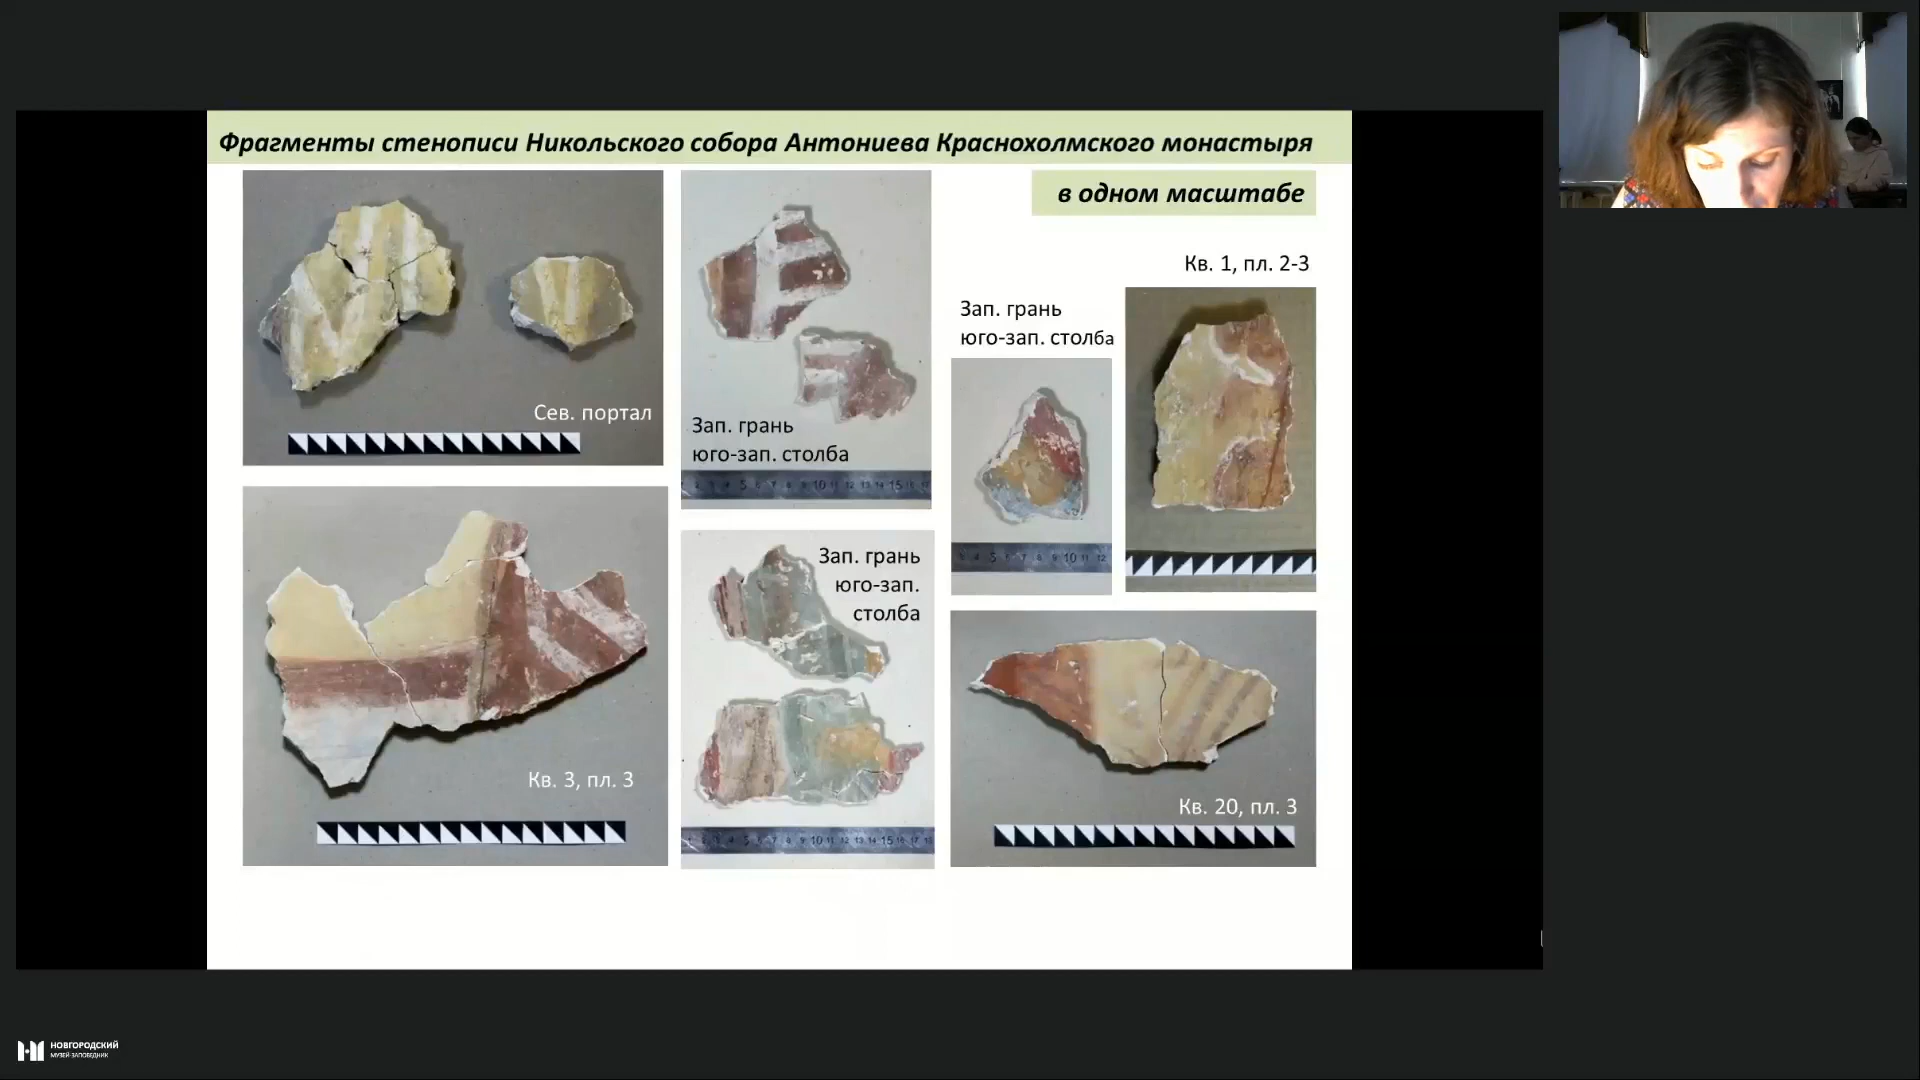 Фрагменты стенописи Никольского собора Антониева Краснохолмского монастыря
в одном масштабе
Сев. портал
Зап. грань
юго-зап. столба
Зап. грань
юго-зап. столба
Кв. 1, пл. 2-3
Кв. 3, пл. 3
Зап. грань
юго-зап.
столба
Кв. 20, пл. 3
НОВГОРОДСКИЙ
МУЗЕЙ-ЗАПОВЕДНИК